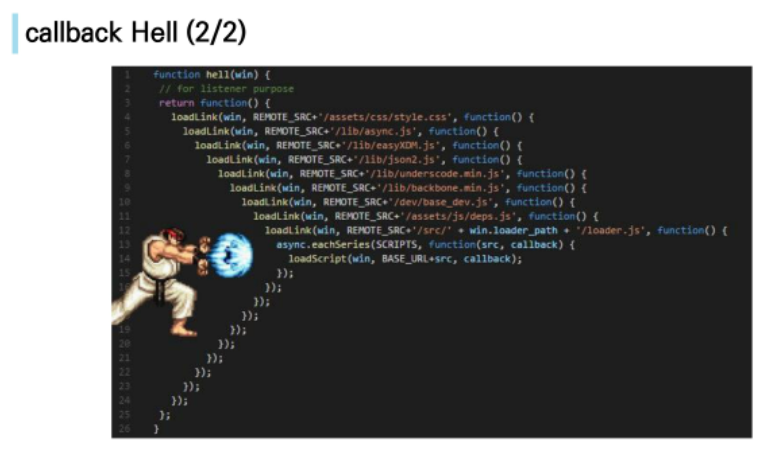 callback Hell (2/2)
1 function hell(win) {
2 // for listener purpose
3 return function() {
4 loadLink(win, REMOTE_SRC+'/assets/css/style.css', function() {
5 loadLink(win, REMOTE_SRC+'/lib/async.js', function() {
6 loadLink(win, REMOTE_SRC+'/lib/easyXDM.js', function() {
7 loadLink(win, REMOTE_SRC+'/lib/json2.js', function() {
8 loadLink(win, REMOTE_SRC+'/lib/underscode.min.js', function() {
9 loadLink(win, REMOTE_SRC+'/lib/backbone.min.js', function() {
10 loadLink(win, REMOTE_SRC+'/dev/base_dev.js', function() {
11 loadLink(win, REMOTE_SRC+'/assets/js/deps.js', function() {
12 loadLink(win, REMOTE_SRC+'/src/' + win.loader_path + '/loader.js', function() {
13 async.eachSeries(SCRIPTS, function(src, callback) {
14 loadScript(win, BASE_URL+src, callback);
15 });
});
});
});
19 });
20 });
21 });
22 });
23 });
24 });
25 };
26 }